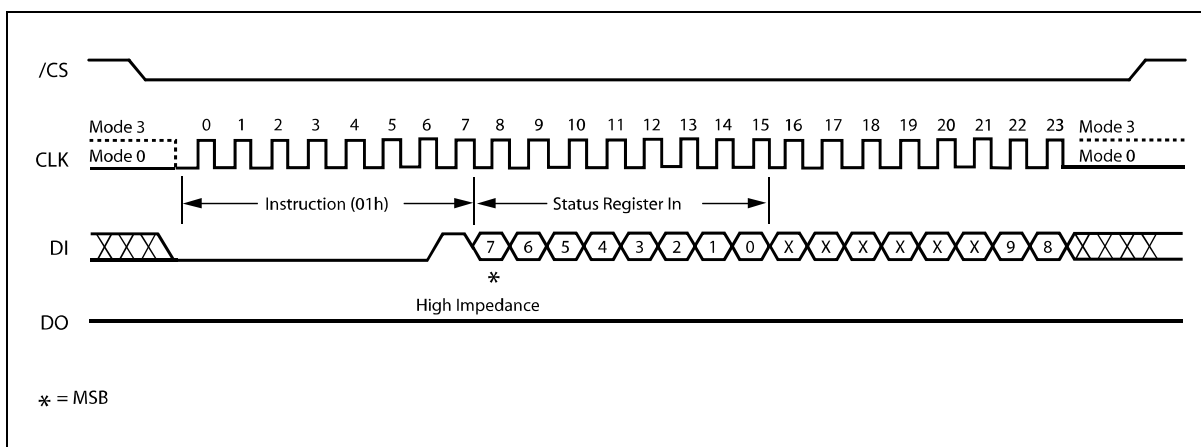 /CS
Mode 3 0 1 2 3 4 5 6 7 8 9 10 11 12 13 14 15 16 17 18 19 20 21 22 23 Mode 3
CLK Mode 0 Mode 0
Instruction (01h) Status Register In
DI 7 6 5 4 3 2 1 0 X X X X X X 9 8
*
High Impedance
DO
* = MSB